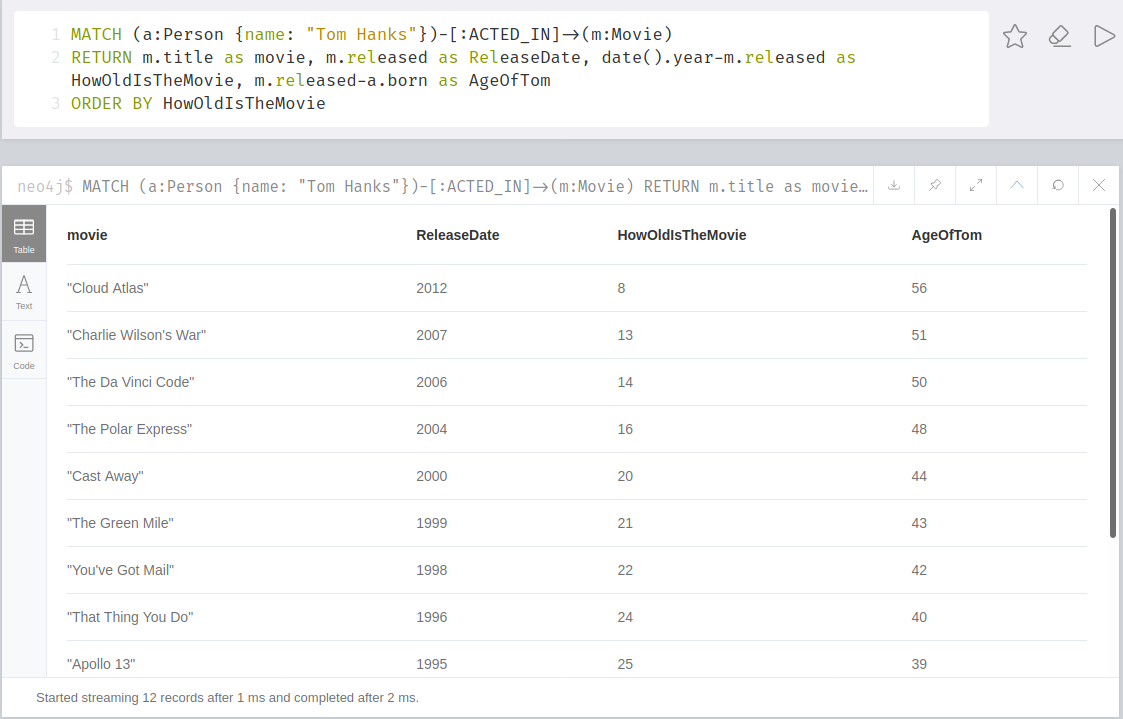 1 MATCH (a:Person {name: "Tom Hanks"})-[:ACTED_IN]→(m:Movie)
2 RETURN m.title as movie, m.released as ReleaseDate, date().year-m.released as
HowOldIsTheMovie, m.released-a.born as AgeOfTom
3 ORDER BY HowOldIsTheMovie
neo4j$ MATCH (a:Person {name: "Tom Hanks"})-[:ACTED_IN]→(m:Movie) RETURN m.title as movie…
Table
Text
Code
movie ReleaseDate HowOldIsTheMovie AgeOfTom
"Cloud Atlas" 2012 8 56
"Charlie Wilson's War" 2007 13 51
"The Da Vinci Code" 2006 14 50
"The Polar Express" 2004 16 48
"Cast Away" 2000 20 44
"The Green Mile" 1999 21 43
"You've Got Mail" 1998 22 42
"That Thing You Do" 1996 24 40
"Apollo 13" 1995 25 39
Started streaming 12 records after 1 ms and completed after 2 ms.